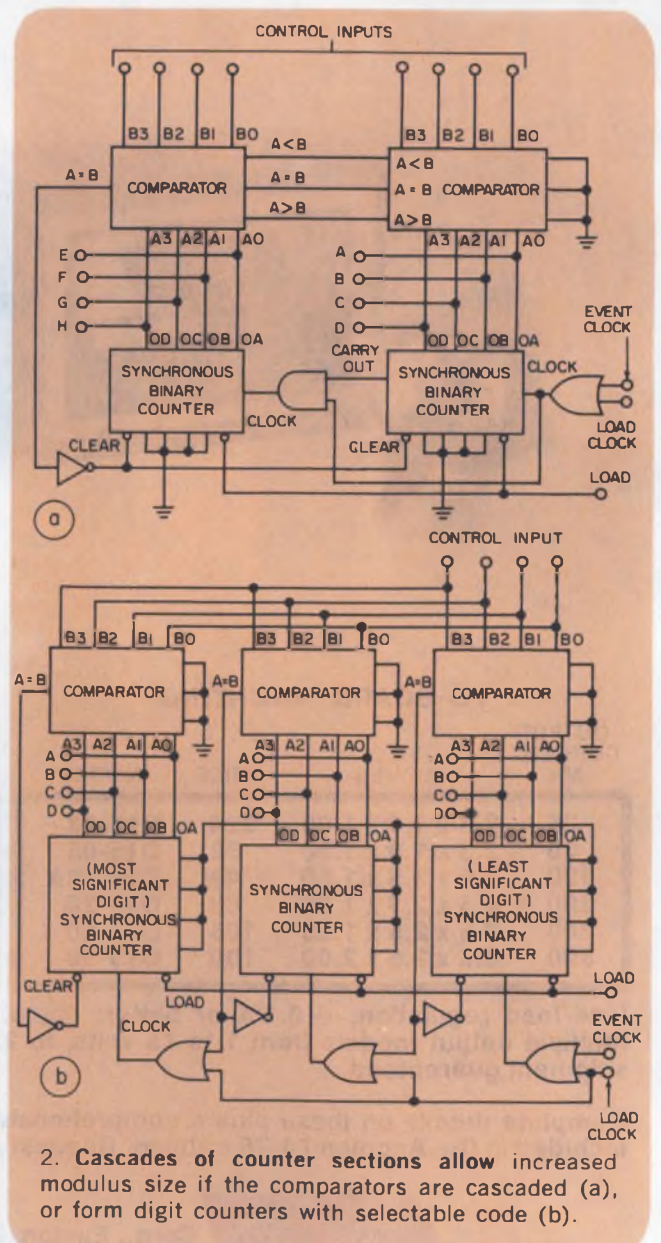 CONTROL INPUTS
B3 B2 B1 B0 B3 B2 B1 B0
A<B A<B
A=B A=B A=B
COMPARATOR COMPARATOR
A>B A>B
A3 A2 A1 A0 A3 A2 A1 A0
E A
F B
G C
H D
OD OC OB OA OD OC OB OA
EVENT
CLOCK
CARRY
OUT
CLOCK
SYNCHRONOUS
BINARY
COUNTER
SYNCHRONOUS
BINARY
COUNTER
LOAD
CLOCK
CLOCK
CLEAR GLEAR
LOAD
a
CONTROL INPUT
B3 B2 B1 B0 B3 B2 B1 B0 B3 B2 B1 B0
A=B A=B A=B
COMPARATOR COMPARATOR COMPARATOR
A3 A2 A1 A0 A3 A2 A1 A0 A3 A2 A1 A0
A A A
B B B
C C C
D D D
OD OC OB OA OD OC OB OA OD OC OB OA
(MOST
SIGNIFICANT
DIGIT)
SYNCHRONOUS
BINARY
COUNTER
SYNCHRONOUS
BINARY
COUNTER
(LEAST
SIGNIFICANT
DIGIT)
SYNCHRONOUS
BINARY
COUNTER
CLEAR LOAD LOAD
CLOCK
EVENT
CLOCK
b
LOAD
CLOCK
2. Cascades of counter sections allow increased
modulus size if the comparators are cascaded (a),
or form digit counters with selectable code (b).